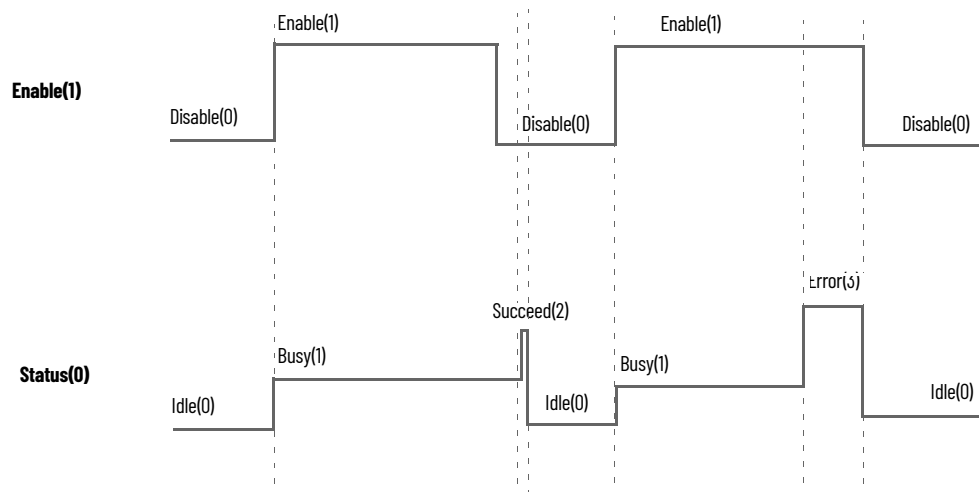 Enable(1)
Enable(1)
Enable(1)
Disable(0)
Disable(0)
Disable(0)
Error(3)
Succeed(2)
Busy(1)
Busy(1)
Status(0)
Idle(0)
Idle(0)
Idle(0)